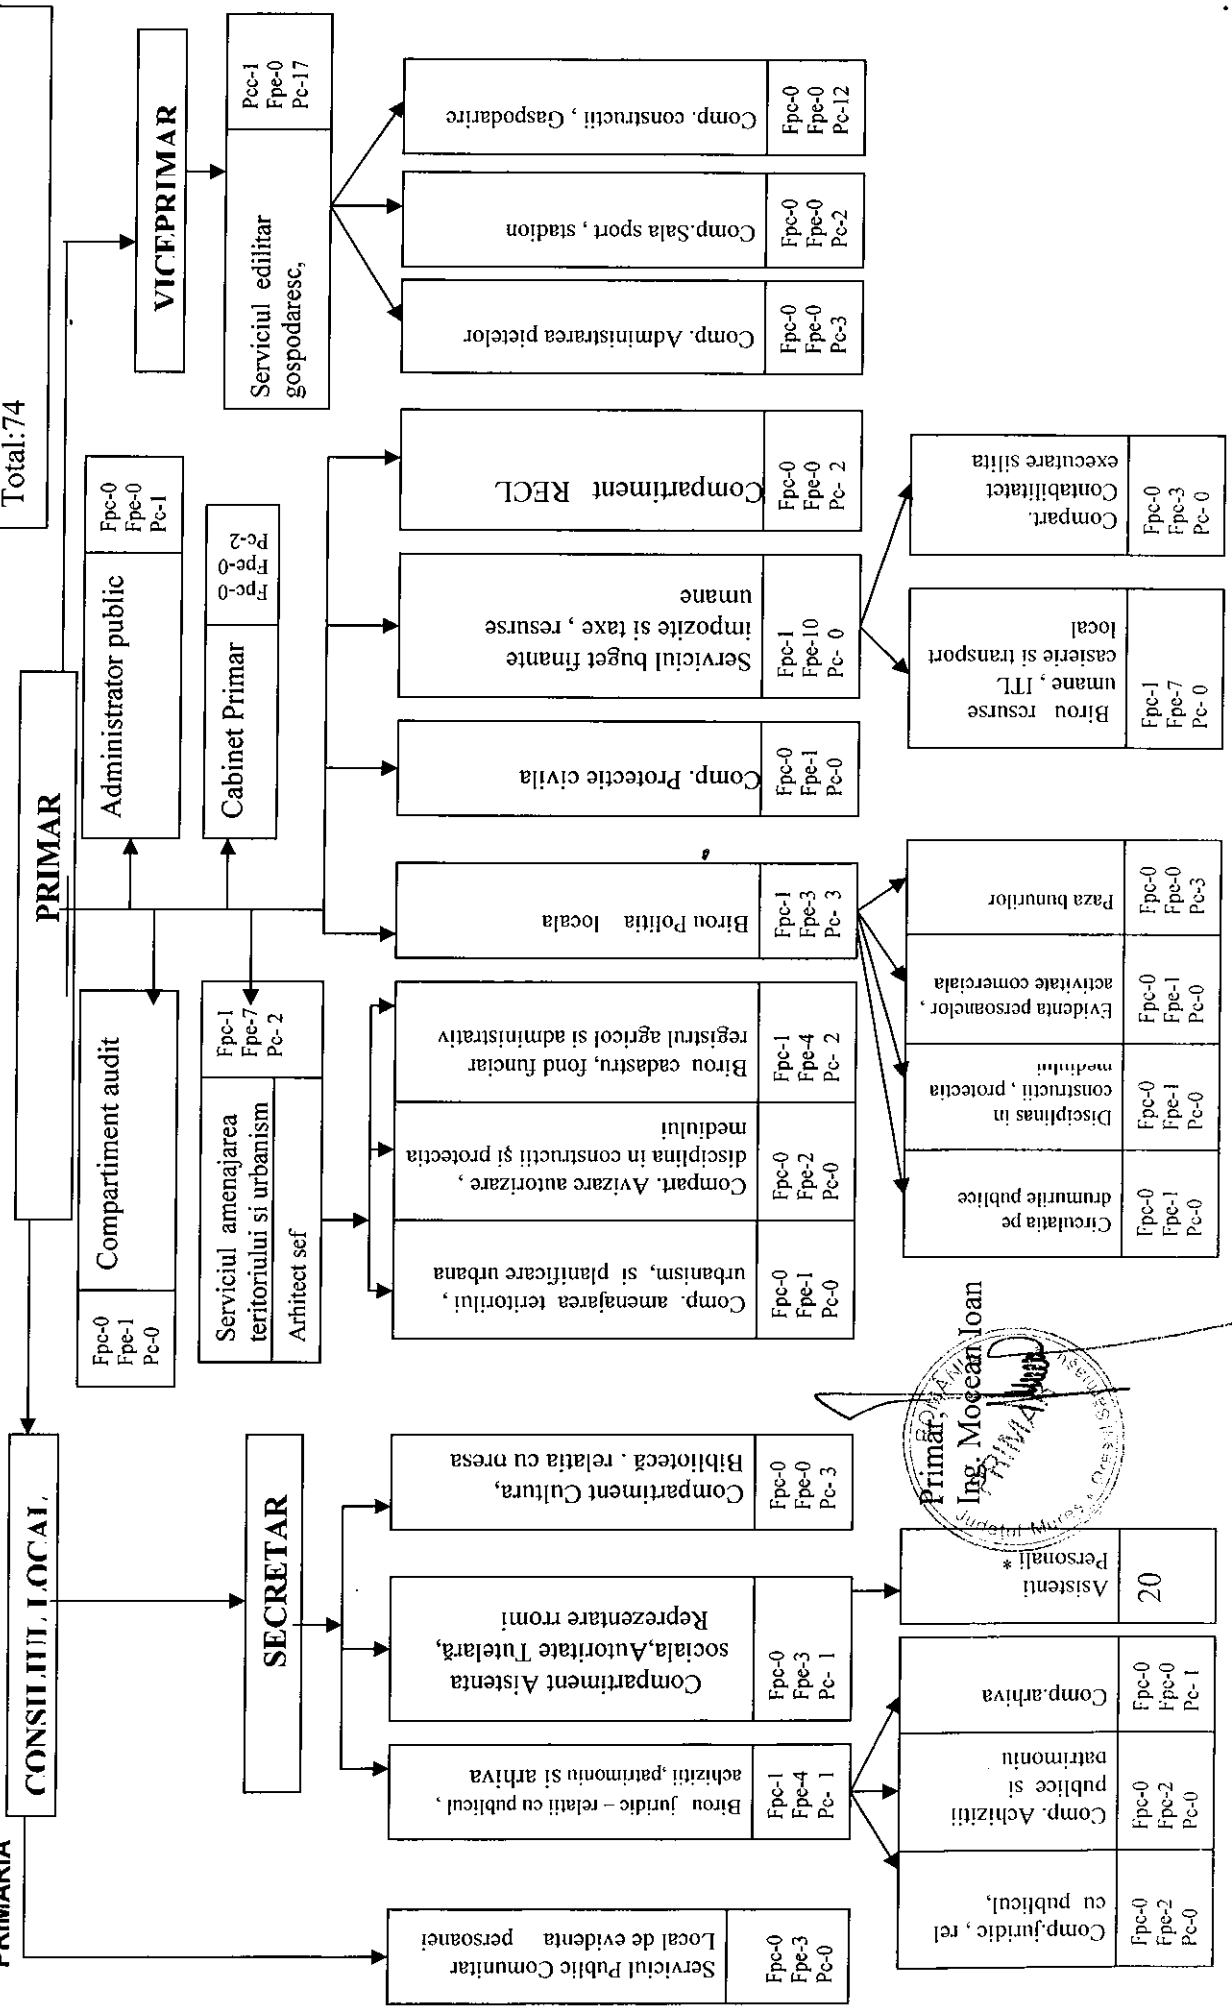 PRIMARIA
Total:74
PRIMAR
CONSILIUL LOCAL
VICEPRIMAR
Compartiment audit
Fpc-0
Fpe-1
Pc-0
Administrator public
Fpc-0
Fpe-0
Pc-1
Cabinet Primar
Fpc-0
Fpe-0
Pc-2
Serviciul amenajarea
teritoriului si urbanism
Arhitect sef
Fpc-1
Fpe-7
Pc- 2
Serviciul edilitar
gospodaresc,
Pcc-1
Fpe-0
Pc-17
SECRETAR
Serviciul Public Comunitar
Local de evidenta persoanei
Fpc-0
Fpe-3
Pc-0
Birou juridic – relatii cu publicul ,
achizitii ,patrimoniu si arhiva
Fpc-1
Fpe-4
Pc- 1
Compartiment Aistenta
sociala,Autoritate Tutelară,
Reprezentare rromi
Fpc-0
Fpe-3
Pc- 1
Compartiment Cultura,
Bibliotecă . relatia cu presa
Fpc-0
Fpe-0
Pc- 3
Comp. amenajarea teritoriului ,
urbanism, si planificare urbana
Fpc-0
Fpe-1
Pc-0
Compart. Avizare autorizare ,
disciplina in constructii şi protectia
mediului
Fpc-0
Fpe-2
Pc-0
Birou cadastru, fond funciar
registrul agricol si administrativ
Fpc-1
Fpe-4
Pc- 2
Birou Politia locala
Fpc-1
Fpe-3
Pc- 3
Comp. Protectie civila
Fpc-0
Fpe-1
Pc-0
Serviciul buget finante
impozite si taxe , resurse
umane
Fpc-1
Fpe-10
Pc- 0
Compartiment RECL
Fpc-0
Fpe-0
Pc- 2
Comp. Administrarea pietelor
Fpc-0
Fpe-0
Pc-3
Comp.Sala sport , stadion
Fpc-0
Fpe-0
Pc-2
Comp. constructii , Gaspodarire
Fpc-0
Fpe-0
Pc-12
Comp.juridic , rel
cu publicul,
Fpc-0
Fpe-2
Pc-0
Comp. Achizitii
publice si
patrimoniu
Fpc-0
Fpe-2
Pc-0
Comp.arhiva
Fpc-0
Fpe-0
Pc- 1
Asistenti
Personali *
20
Circulatia pe
drumurile publice
Fpc-0
Fpe-1
Pc-0
Disciplinas in
constructii , protectia
mediului
Fpc-0
Fpe-1
Pc-0
Evidenta persoanelor ,
activitate comerciala
Fpc-0
Fpe-1
Pc-0
Paza bunurilor
Fpc-0
Fpe-0
Pc-3
Birou resurse
umane , ITL
casierie si transport
local
Fpc-1
Fpe-7
Pc- 0
Compart.
Contabilitatet
executare silita
Fpc-0
Fpc-3
Pc- 0
Primar,
Ing. Mocean Ioan
ROMÂNIA
PRIMAR
Judetul Mures